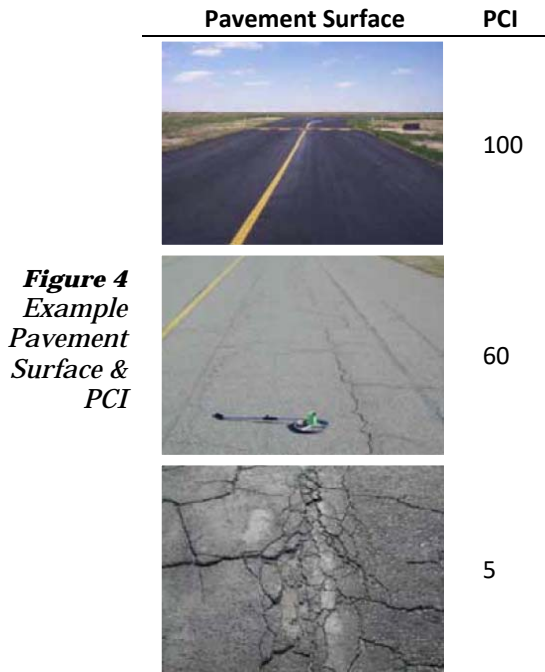 Pavement Surface PCI
100
Figure 4
Example
Pavement
Surface &
PCI
60
5